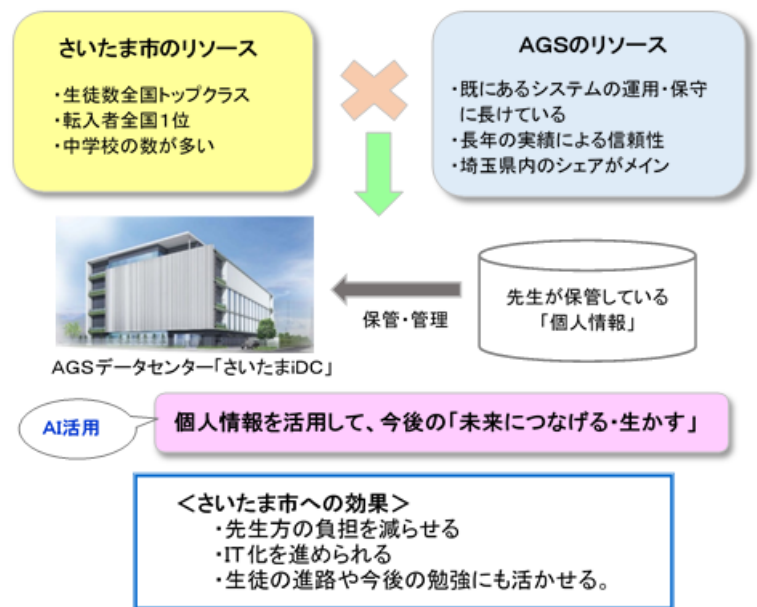 さいたま市のリソース
・生徒数全国トップクラス
・転入者全国1位
・中学校の数が多い
AGSのリソース
・既にあるシステムの運用・保守
に長けている
・長年の実績による信頼性
・埼玉県内のシェアがメイン
AGSデータセンター「さいたまiDC」
保管・管理
先生が保管している
「個人情報」
AI活用
個人情報を活用して、今後の「未来につなげる・生かす」
＜さいたま市への効果＞
・先生方の負担を減らせる
・IT化を進められる
・生徒の進路や今後の勉強にも活かせる。